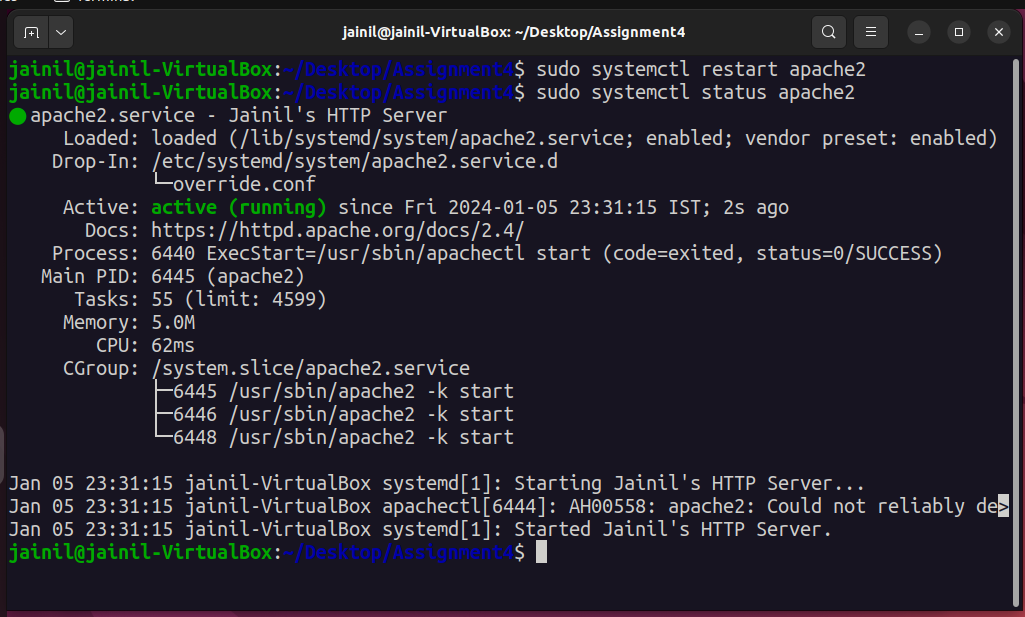 jainil@jainil-VirtualBox: ~/Desktop/Assignment4
jainil@jainil-VirtualBox:~/Desktop/Assignment4$ sudo systemctl restart apache2
jainil@jainil-VirtualBox:~/Desktop/Assignment4$ sudo systemctl status apache2
● apache2.service - Jainil's HTTP Server
     Loaded: loaded (/lib/systemd/system/apache2.service; enabled; vendor preset: enabled)
    Drop-In: /etc/systemd/system/apache2.service.d
             └─override.conf
     Active: active (running) since Fri 2024-01-05 23:31:15 IST; 2s ago
       Docs: https://httpd.apache.org/docs/2.4/
    Process: 6440 ExecStart=/usr/sbin/apachectl start (code=exited, status=0/SUCCESS)
   Main PID: 6445 (apache2)
      Tasks: 55 (limit: 4599)
     Memory: 5.0M
        CPU: 62ms
     CGroup: /system.slice/apache2.service
             ├─6445 /usr/sbin/apache2 -k start
             ├─6446 /usr/sbin/apache2 -k start
             └─6448 /usr/sbin/apache2 -k start
Jan 05 23:31:15 jainil-VirtualBox systemd[1]: Starting Jainil's HTTP Server...
Jan 05 23:31:15 jainil-VirtualBox apachectl[6444]: AH00558: apache2: Could not reliably de>
Jan 05 23:31:15 jainil-VirtualBox systemd[1]: Started Jainil's HTTP Server.
jainil@jainil-VirtualBox:~/Desktop/Assignment4$